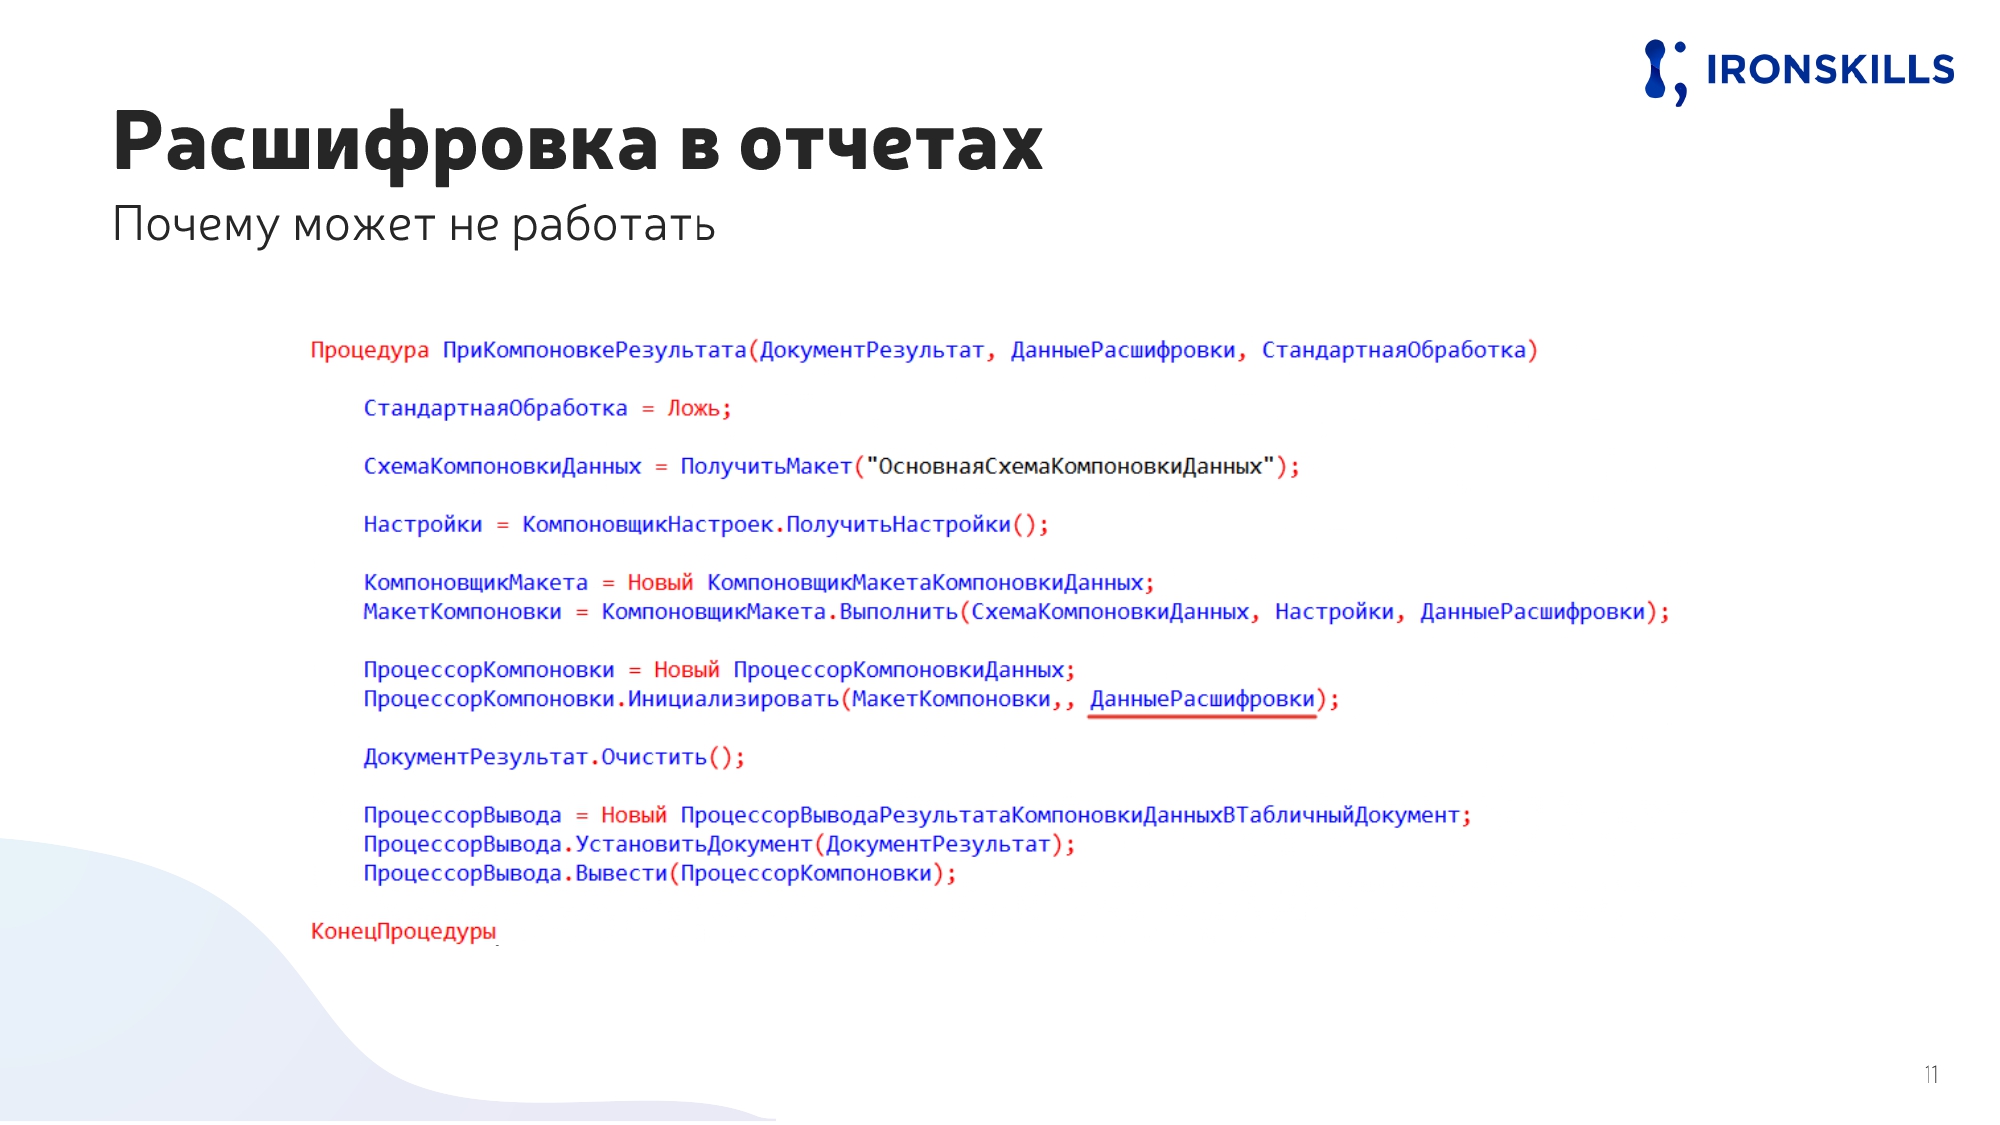 IRONSKILLS
Расшифровка в отчетах
Почему может не работать
Процедура ПриКомпоновкеРезультата(ДокументРезультат, ДанныеРасшифровки, СтандартнаяОбработка)
СтандартнаяОбработка = Ложь;
СхемаКомпоновкиДанных = ПолучитьМакет("ОсновнаяСхемаКомпоновкиДанных");
Настройки = КомпоновщикНастроек.ПолучитьНастройки();
КомпоновщикМакета = Новый КомпоновщикМакетаКомпоновкиДанных;
МакетКомпоновки = КомпоновщикМакета.Выполнить(СхемаКомпоновкиДанных, Настройки, ДанныеРасшифровки);
ПроцессорКомпоновки = Новый ПроцессорКомпоновкиДанных;
ПроцессорКомпоновки.Инициализировать(МакетКомпоновки,, ДанныеРасшифровки);
ДокументРезультат.Очистить();
ПроцессорВывода = Новый ПроцессорВыводаРезультатаКомпоновкиДанныхВТабличныйДокумент;
ПроцессорВывода.УстановитьДокумент(ДокументРезультат);
ПроцессорВывода.Вывести(ПроцессорКомпоновки);
КонецПроцедуры
11